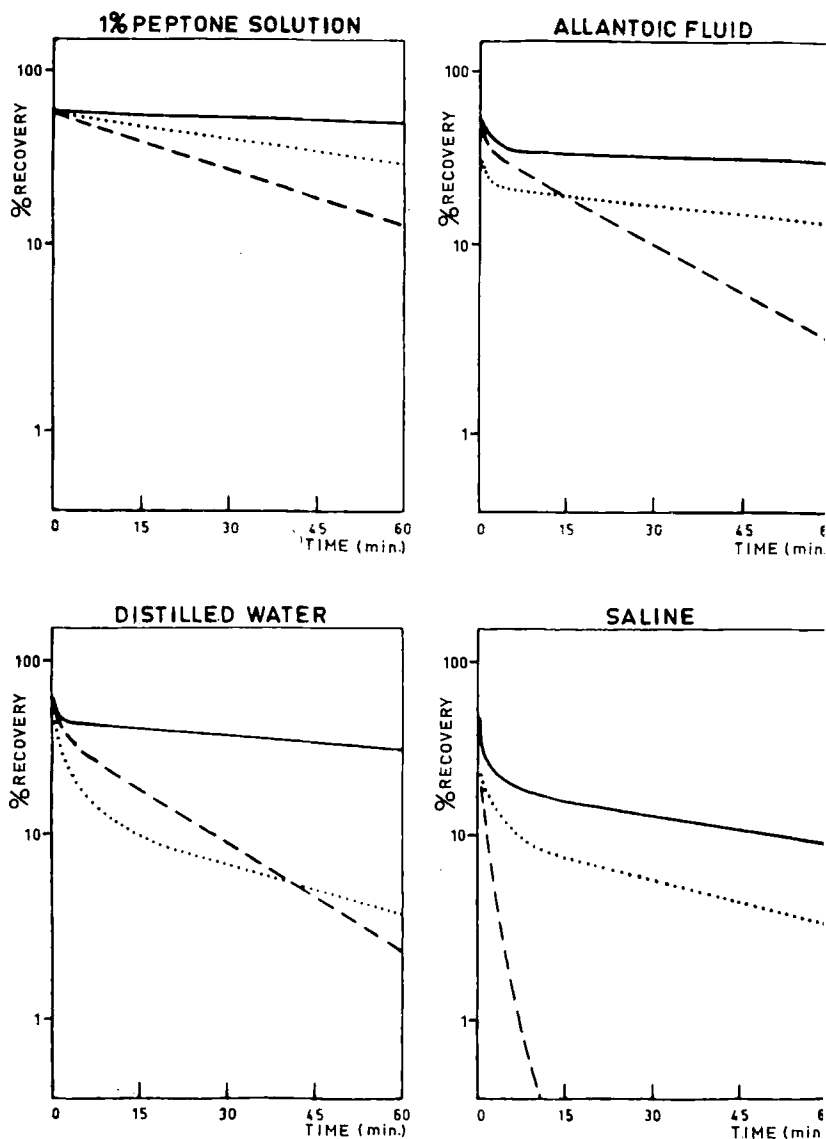 1% PEPTONE SOLUTION
100
10
1
% RECOVERY
0 15 30 45 60
TIME (min.)
ALLANTOIC FLUID
100
10
1
% RECOVERY
0 15 30 45 6
TIME (min.
DISTILLED WATER
100
10
1
% RECOVERY
0 15 30 45 60
TIME (min.)
SALINE
100
10
1
% RECOVERY
0 15 30 45 6
TIME (min.